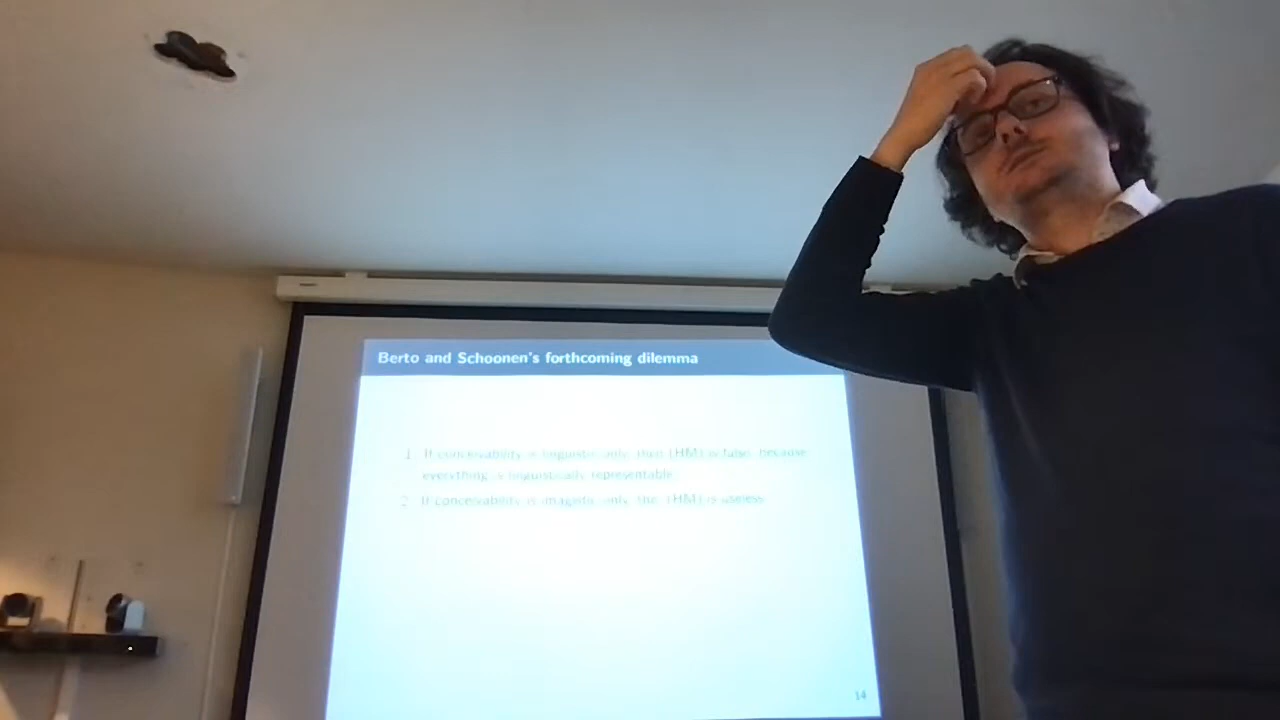 Berto and Schoonen's forthcoming dilemma
1. If conceivability is linguistic only, then (HM) is false, because
everything is linguistically representable.
2. If conceivability is imagistic only, the (HM) is useless.
14